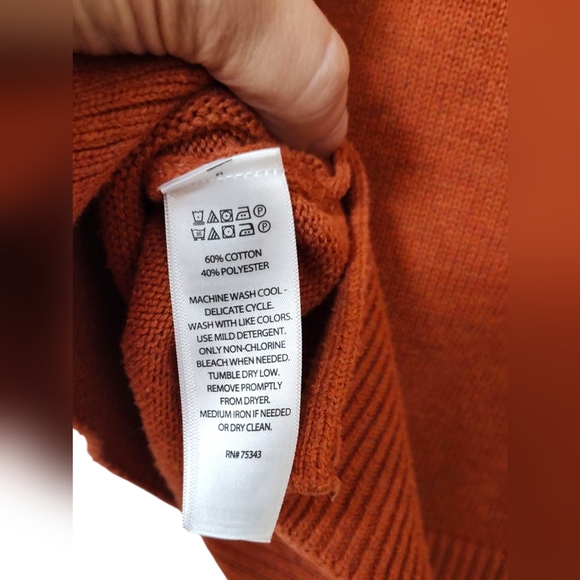 60% COTTON
40% POLYESTER
MACHINE WASH COOL -
DELICATE CYCLE.
WASH WITH LIKE COLORS.
USE MILD DETERGENT.
ONLY NON-CHLORINE
BLEACH WHEN NEEDED.
TUMBLE DRY LOW.
REMOVE PROMPTLY
FROM DRYER.
MEDIUM IRON IF NEEDED
OR DRY CLEAN.
RN# 75343